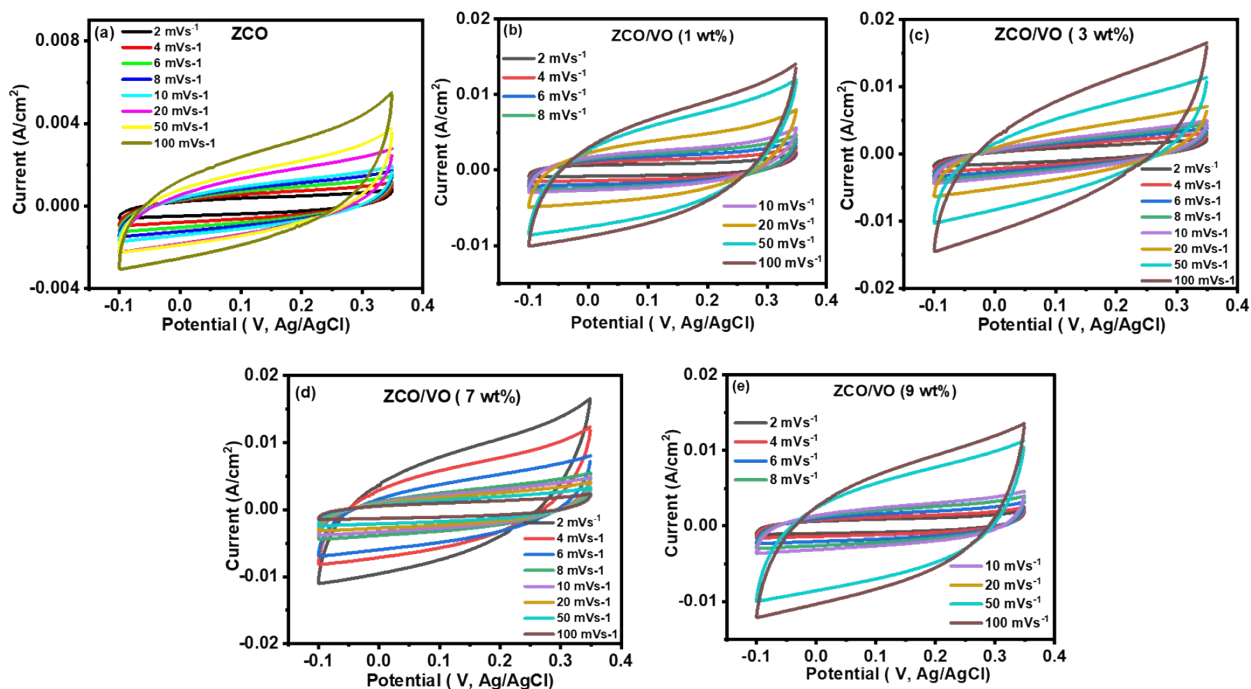 (a)
ZCO
2 mVs-1
4 mVs-1
6 mVs-1
8 mVs-1
10 mVs-1
20 mVs-1
50 mVs-1
100 mVs-1
0.008
0.004
0.000
-0.004
Current (A/cm²)
-0.1
0.0
0.1
0.2
0.3
0.4
Potential ( V, Ag/AgCl)
(b)
ZCO/VO (1 wt%)
2 mVs⁻¹
4 mVs⁻¹
6 mVs⁻¹
8 mVs⁻¹
10 mVs⁻¹
20 mVs⁻¹
50 mVs⁻¹
100 mVs⁻¹
0.02
0.01
0.00
-0.01
Current (A/cm²)
-0.1
0.0
0.1
0.2
0.3
0.4
Potential ( V, Ag/AgCl)
(c)
ZCO/VO ( 3 wt%)
2 mVs⁻¹
4 mVs-1
6 mVs-1
8 mVs-1
10 mVs-1
20 mVs-1
50 mVs-1
100 mVs-1
0.02
0.01
0.00
-0.01
-0.02
Current (A/cm²)
-0.1
0.0
0.1
0.2
0.3
0.4
Potential ( V, Ag/AgCl)
(d)
ZCO/VO ( 7 wt%)
2 mVs⁻¹
4 mVs-1
6 mVs-1
8 mVs-1
10 mVs-1
20 mVs-1
50 mVs-1
100 mVs-1
0.02
0.01
0.00
-0.01
-0.02
Current (A/cm²)
-0.1
0.0
0.1
0.2
0.3
0.4
Potential ( V, Ag/AgCl)
(e)
ZCO/VO (9 wt%)
2 mVs⁻¹
4 mVs⁻¹
6 mVs⁻¹
8 mVs⁻¹
10 mVs⁻¹
20 mVs⁻¹
50 mVs⁻¹
100 mVs⁻¹
0.02
0.01
0.00
-0.01
Current (A/cm²)
-0.1
0.0
0.1
0.2
0.3
0.4
Potential ( V, Ag/AgCl)